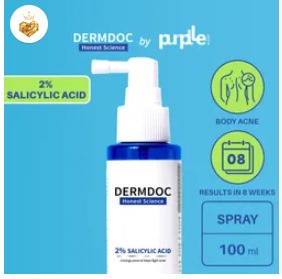 DERMDOC
Honest Science
by purplle
2%
SALICYLIC ACID
BODY ACNE
08
RESULTS IN 8 WEEKS
DERMDOC
Honest Science
2% SALICYLIC ACID
SPRAY
100 ml